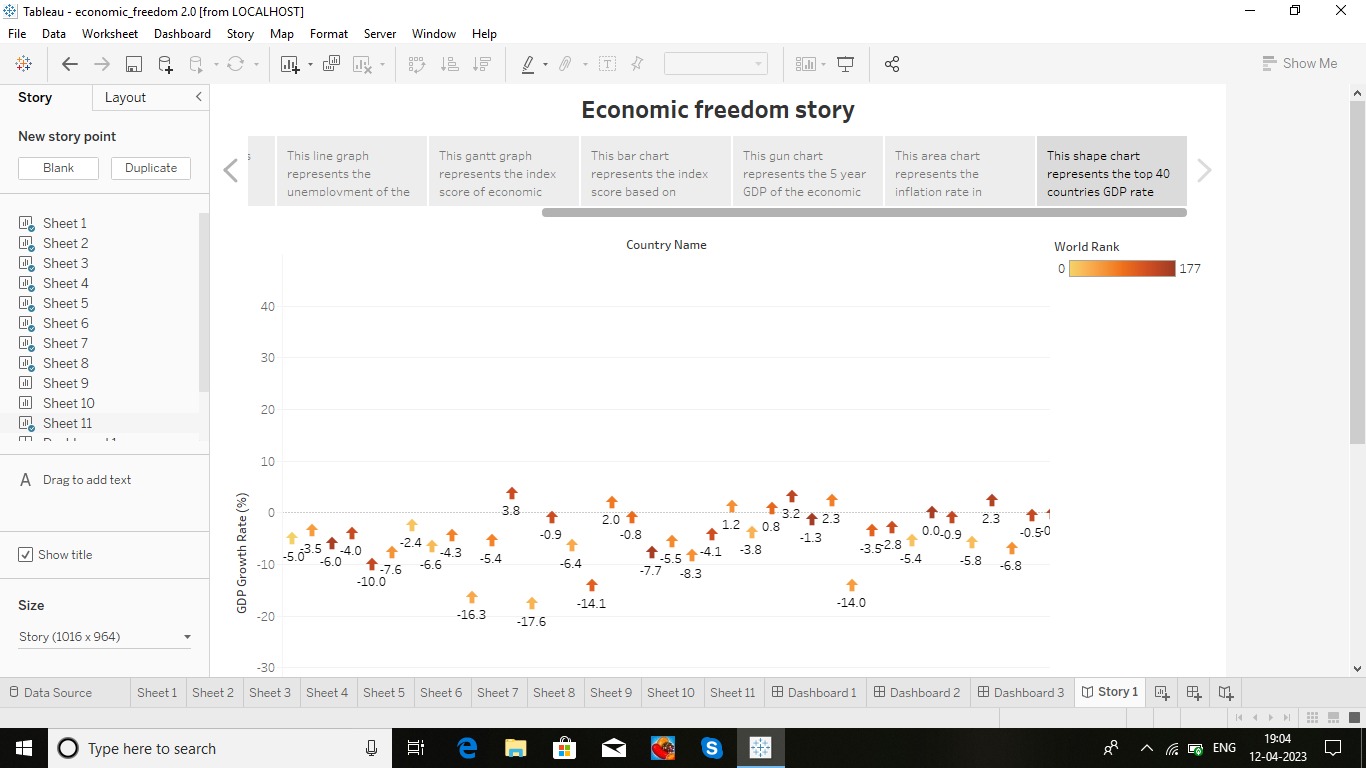 Tableau - economic_freedom 2.0 [from LOCALHOST]
File Data Worksheet Dashboard Story Map Format Server Window Help
Show Me
Story Layout
New story point
Blank Duplicate
Sheet 1
Sheet 2
Sheet 3
Sheet 4
Sheet 5
Sheet 6
Sheet 7
Sheet 8
Sheet 9
Sheet 10
Sheet 11
A Drag to add text
Show title
Size
Story (1016 x 964)
Economic freedom story
s
This line graph
represents the
unemployment of the
This gantt graph
represents the index
score of economic
This bar chart
represents the index
score based on
This gun chart
represents the 5 year
GDP of the economic
This area chart
represents the
inflation rate in
This shape chart
represents the top 40
countries GDP rate
Country Name
World Rank
0 177
GDP Growth Rate (%)
40
30
20
10
0
-10
-20
-30
-5.0 -3.5 -6.0 -4.0 -10.0 -7.6 -2.4 -6.6 -4.3 -16.3 -5.4 3.8 -17.6 -0.9 -6.4 -14.1 2.0 -0.8 -7.7 -5.5 -8.3 -4.1 1.2 -3.8 0.8 3.2 -1.3 2.3 -14.0 -3.5 -2.8 -5.4 0.0 -0.9 -5.8 2.3 -6.8 -0.5
Data Source Sheet 1 Sheet 2 Sheet 3 Sheet 4 Sheet 5 Sheet 6 Sheet 7 Sheet 8 Sheet 9 Sheet 10 Sheet 11 Dashboard 1 Dashboard 2 Dashboard 3 Story 1
Type here to search
ENG
19:04
12-04-2023